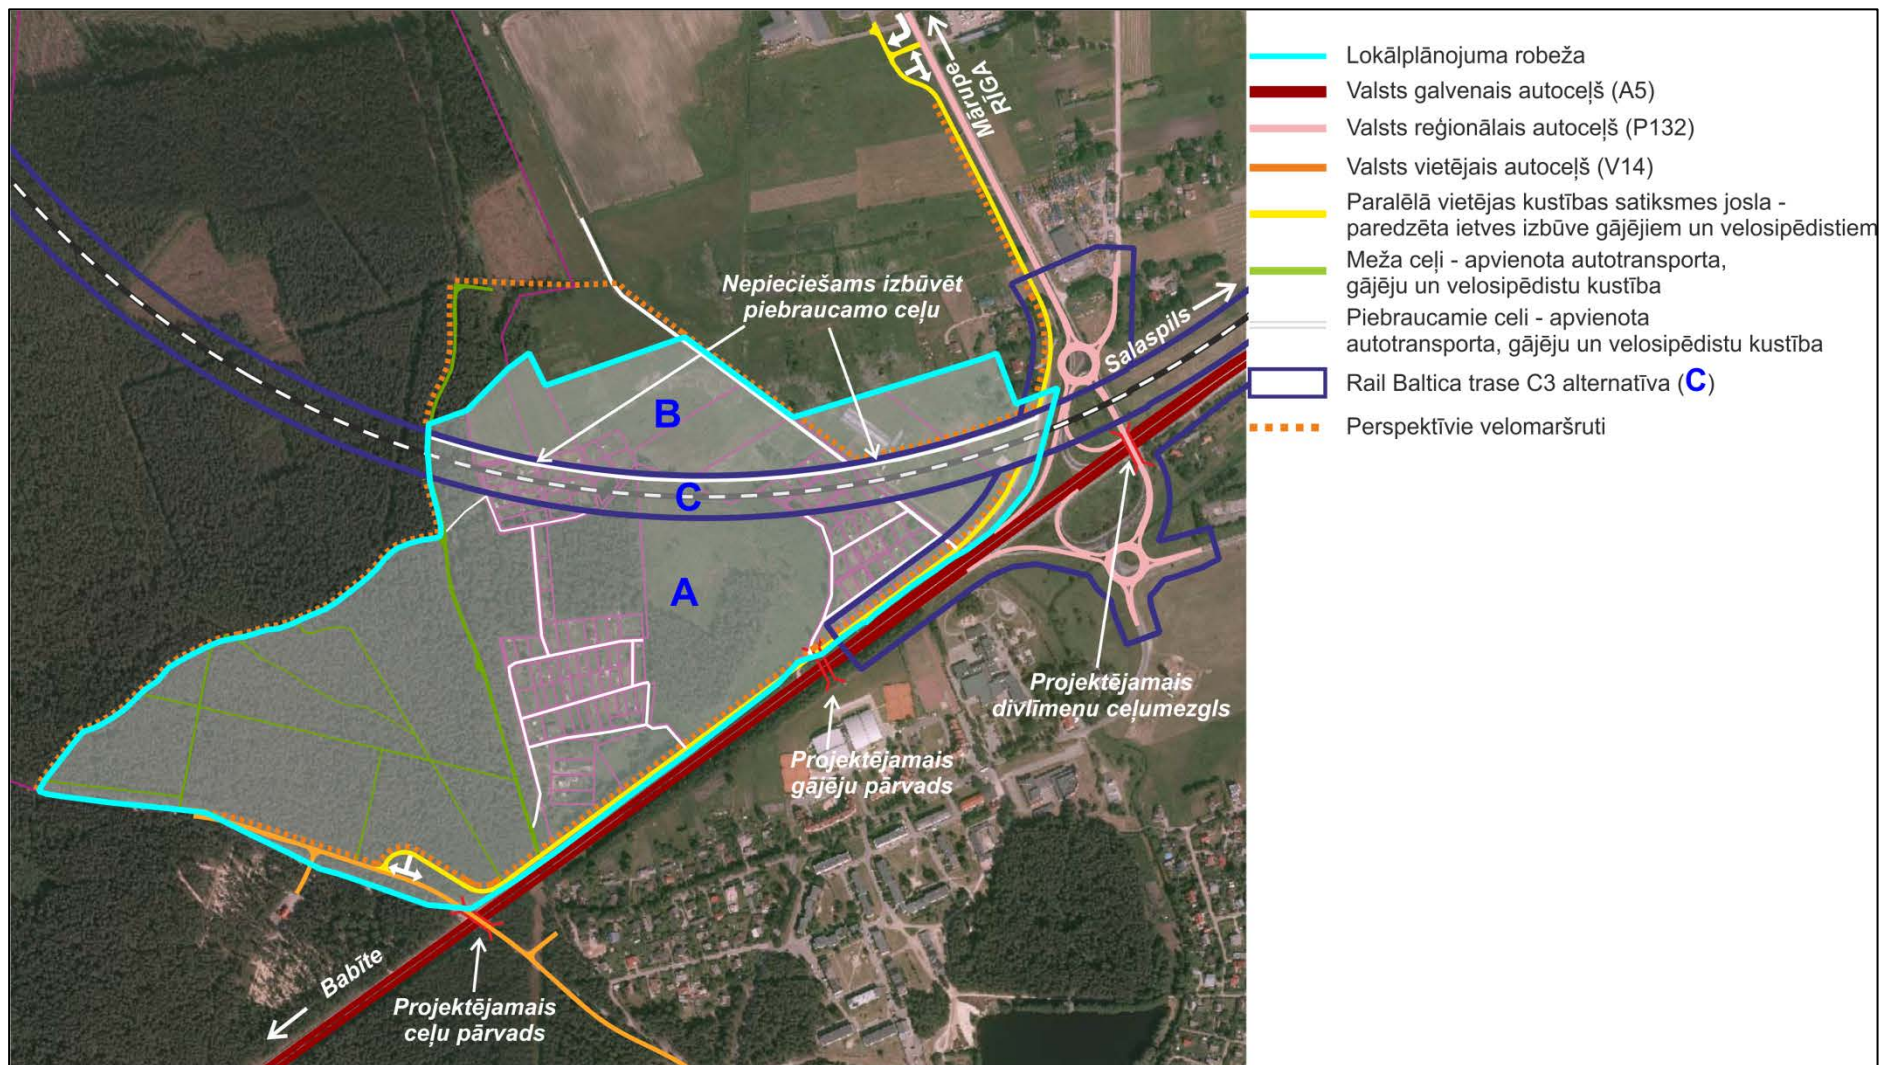 Mārupe
RĪGA
Nepieciešams izbūvēt
piebraucamo ceļu
Salaspils
B
C
A
Projektējamais
divlīmeņu ceļumezgls
Projektējamais
gājēju pārvads
Babīte
Projektējamais
ceļu pārvads
Lokālplānojuma robeža
Valsts galvenais autoceļš (A5)
Valsts reģionālais autoceļš (P132)
Valsts vietējais autoceļš (V14)
Paralēlā vietējas kustības satiksmes josla -
paredzēta ietves izbūve gājējiem un velosipēdistiem
Meža ceļi - apvienota autotransporta,
gājēju un velosipēdistu kustība
Piebraucamie celi - apvienota
autotransporta, gājēju un velosipēdistu kustība
Rail Baltica trase C3 alternatīva (C)
Perspektīvie velomaršruti